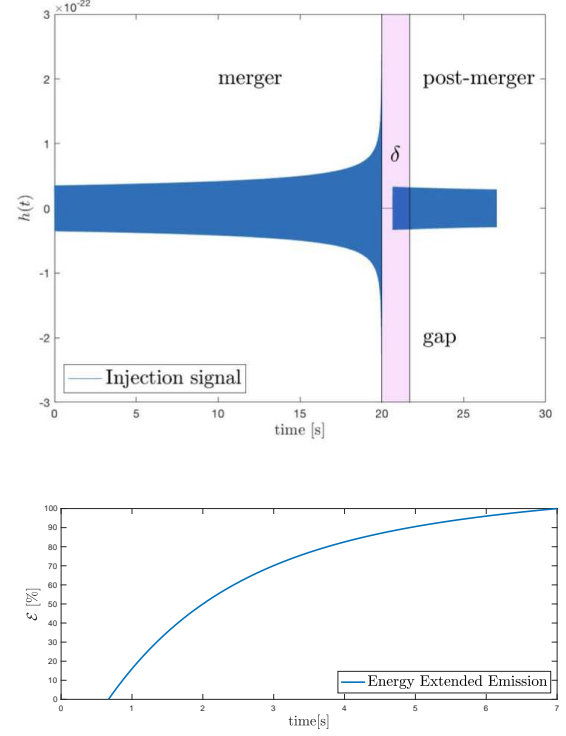 ×10⁻²²
3
2
1
0
-1
-2
-3
h(t)
merger
post-merger
δ
gap
Injection signal
0 5 10 15 20 25 30
time [s]
100
90
80
70
60
50
40
30
20
10
0
ℰ [%]
Energy Extended Emission
0 1 2 3 4 5 6 7
time[s]